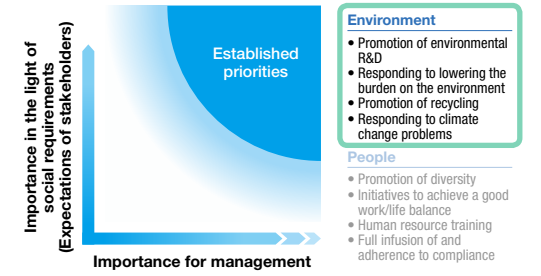 Importance in the light of
social requirements
(Expectations of stakeholders)
Established
priorities
Importance for management
Environment
• Promotion of environmental
R&D
• Responding to lowering the
burden on the environment
• Promotion of recycling
• Responding to climate
change problems
People
• Promotion of diversity
• Initiatives to achieve a good
work/life balance
• Human resource training
• Full infusion of and
adherence to compliance